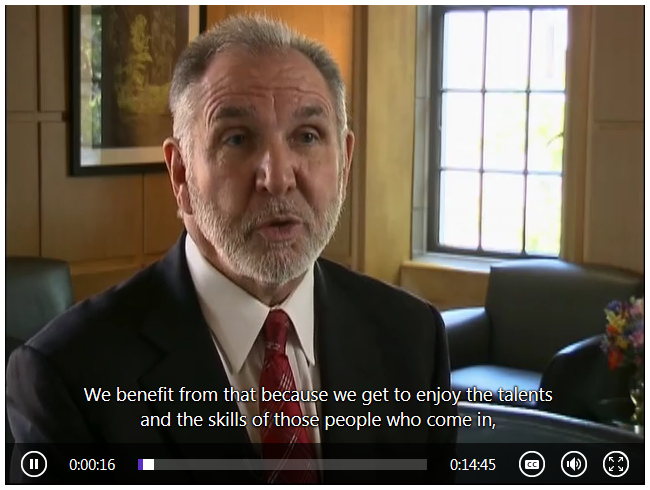 We benefit from that because we get to enjoy the talents
and the skills of those people who come in,
0:00:16
0:14:45
CC